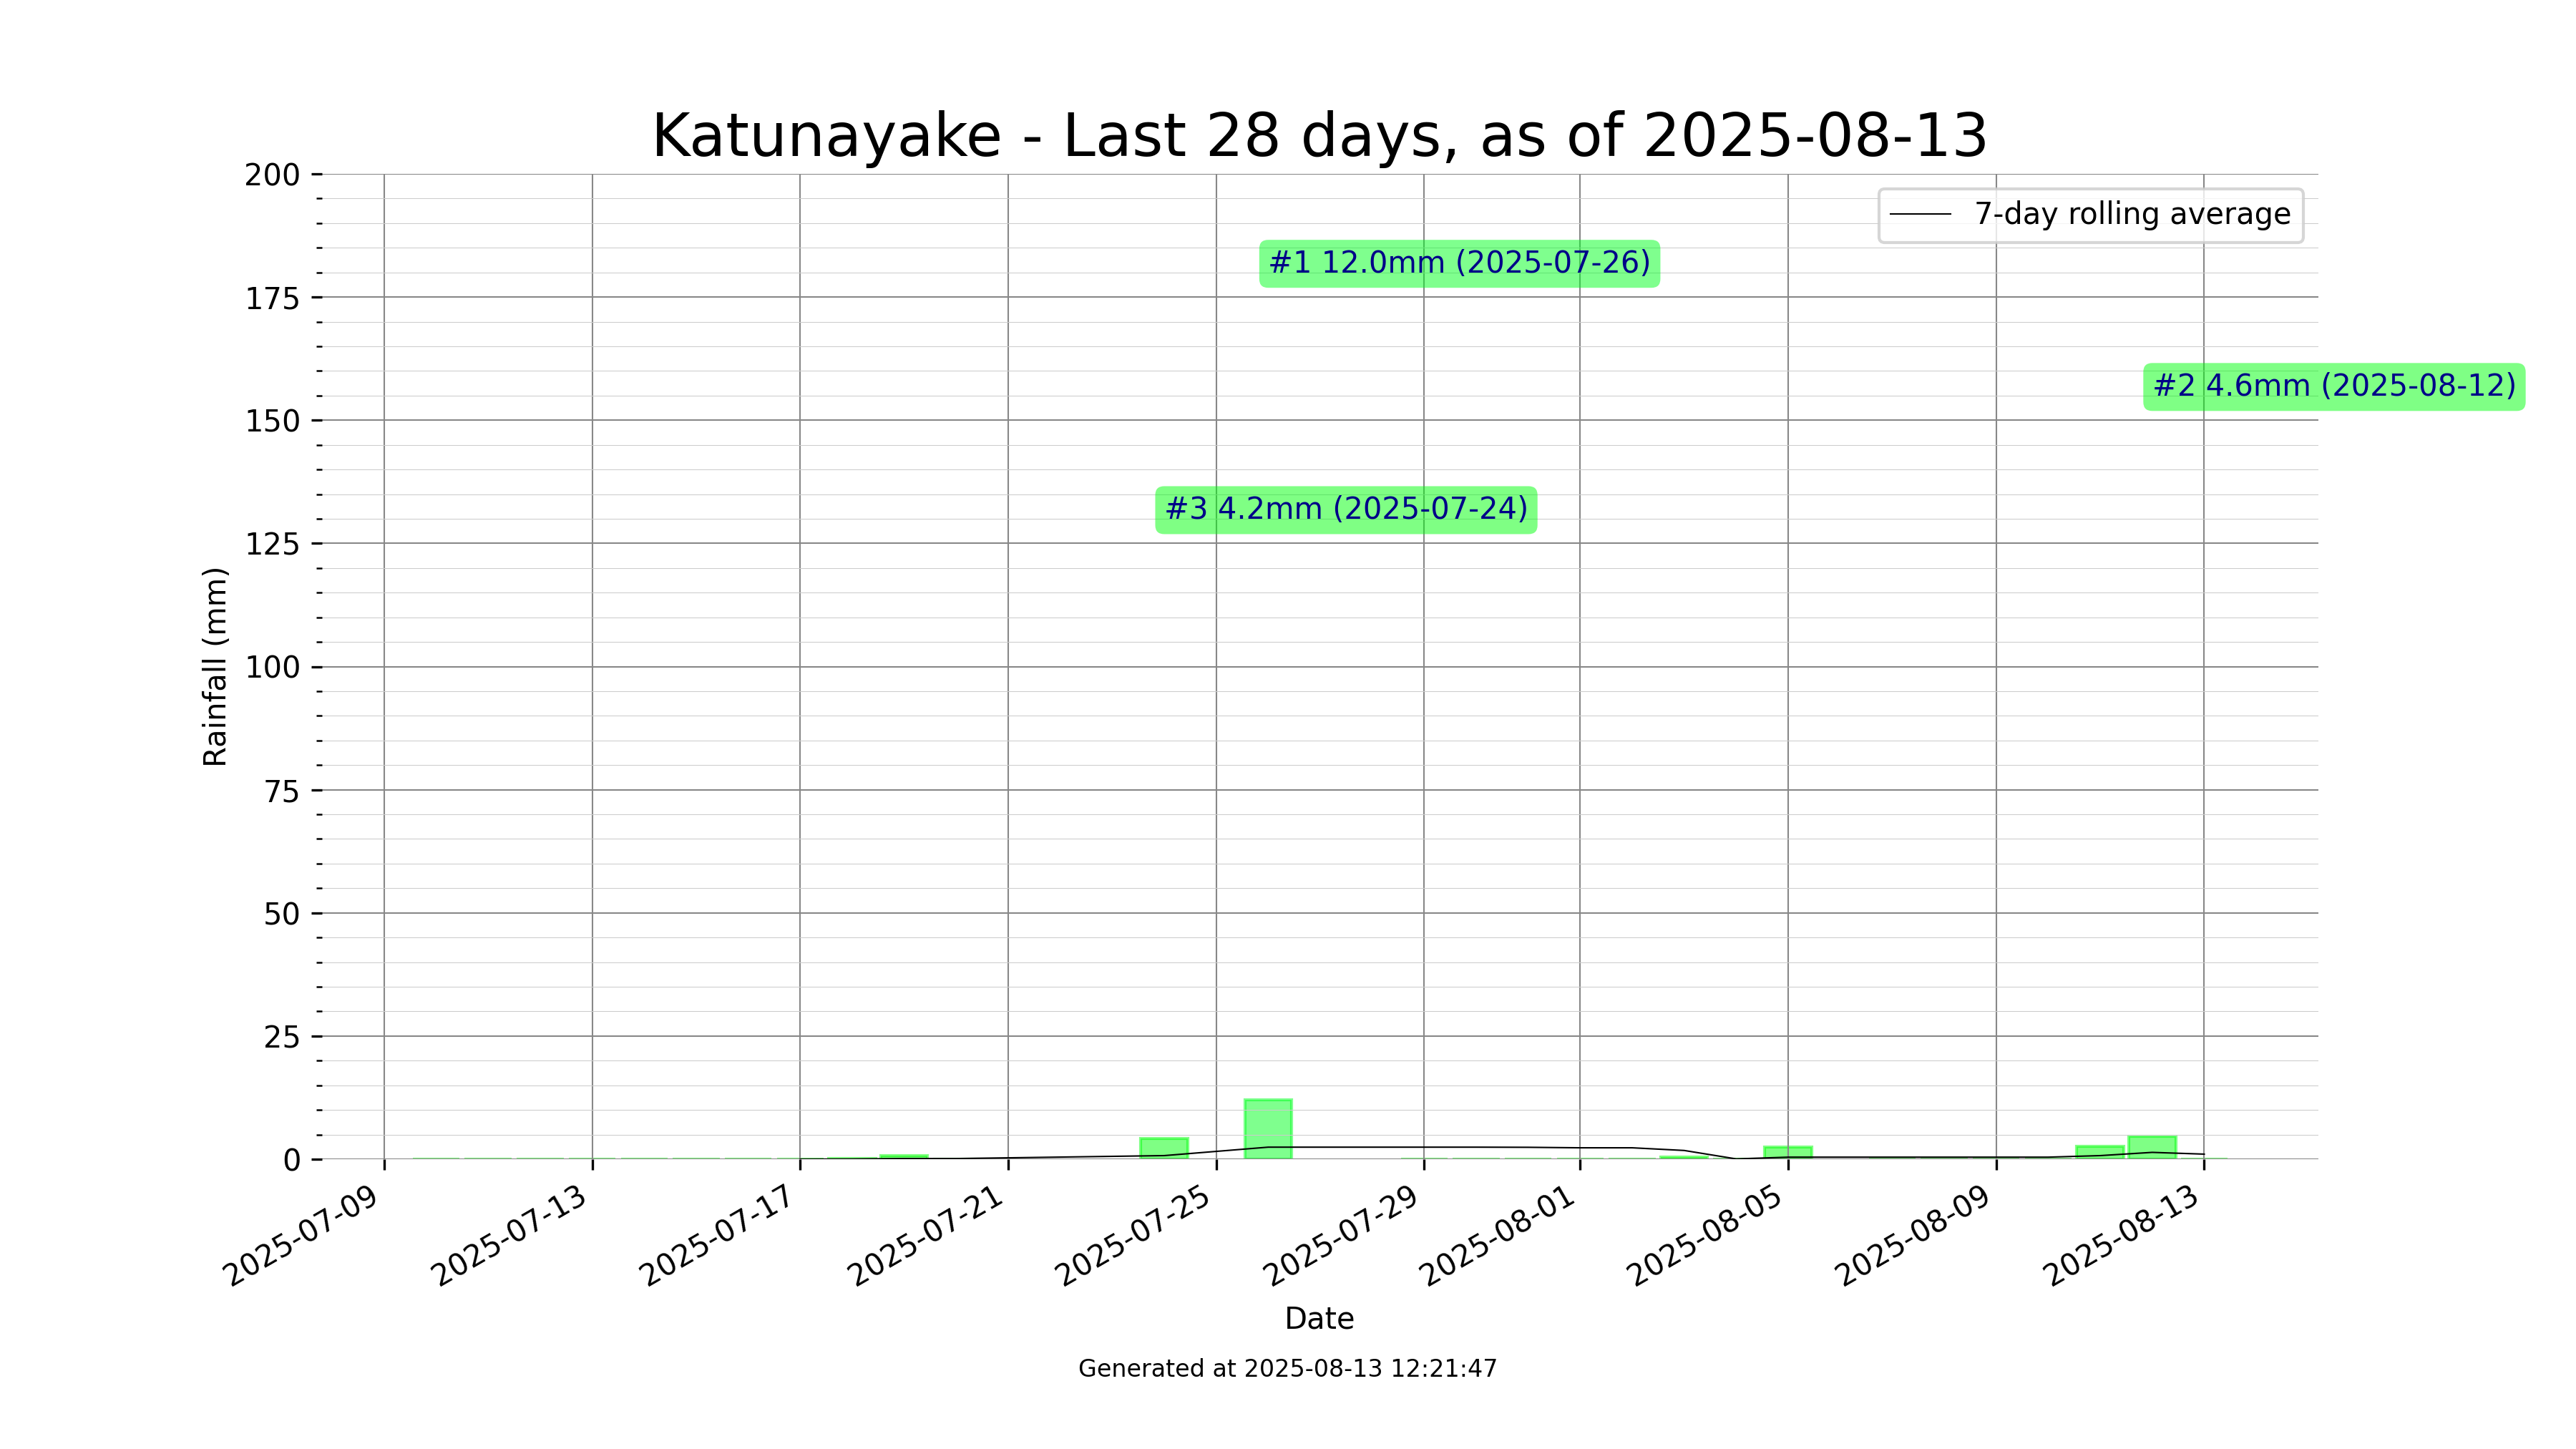 Katunayake - Last 28 days, as of 2025-08-13
7-day rolling average
#1 12.0mm (2025-07-26)
#2 4.6mm (2025-08-12)
#3 4.2mm (2025-07-24)
Rainfall (mm)
200
175
150
125
100
75
50
25
0
2025-07-09
2025-07-13
2025-07-17
2025-07-21
2025-07-25
2025-07-29
2025-08-01
2025-08-05
2025-08-09
2025-08-13
Date
Generated at 2025-08-13 12:21:47